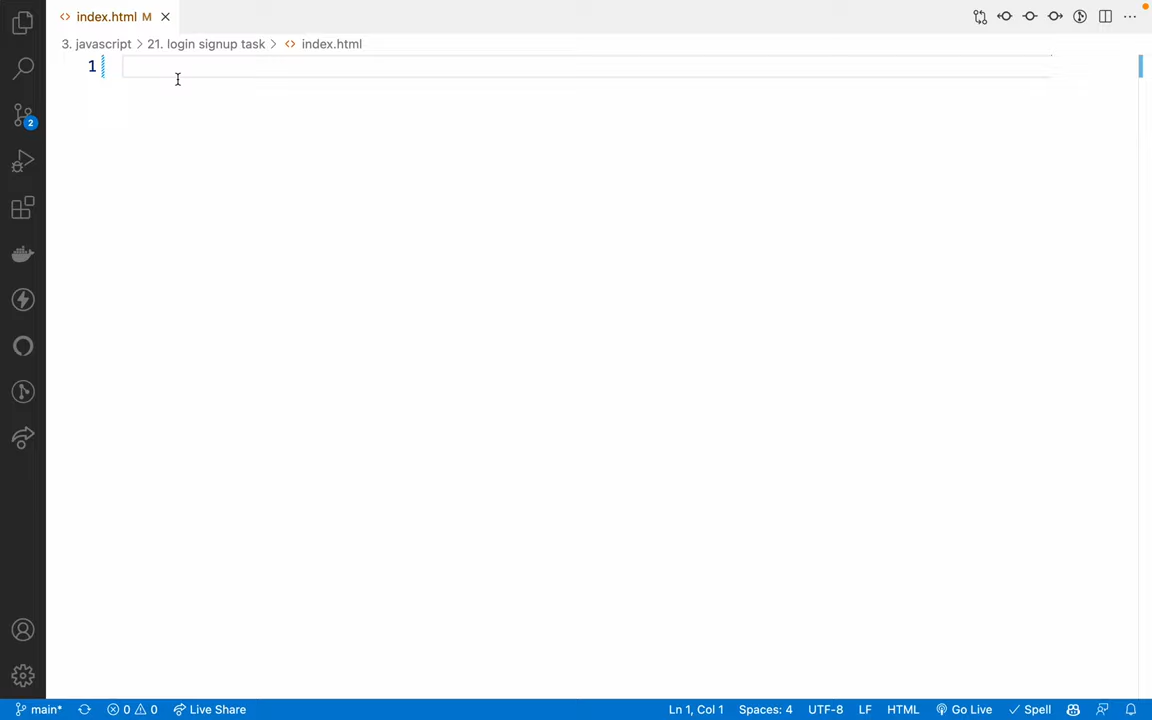 index.html M
3. javascript > 21. login signup task > index.html
1
2
main* 0 0 Live Share Ln 1, Col 1 Spaces: 4 UTF-8 LF HTML Go Live Spell